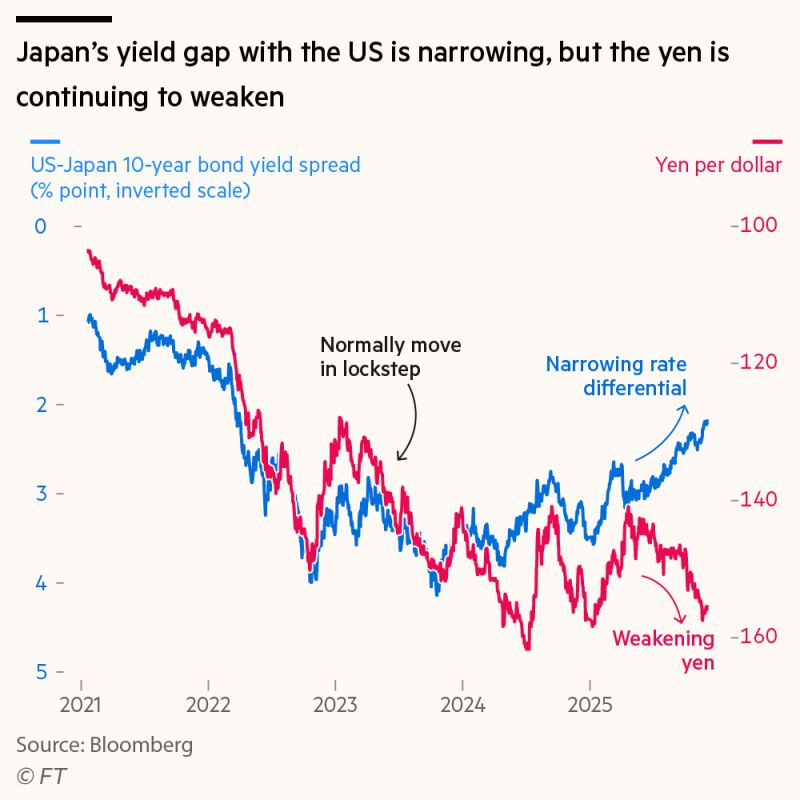 Japan’s yield gap with the US is narrowing, but the yen is
continuing to weaken
US-Japan 10-year bond yield spread
(% point, inverted scale)
Yen per dollar
0
1
2
3
4
5
100
120
140
160
Normally move
in lockstep
Narrowing rate
differential
Weakening
yen
2021
2022
2023
2024
2025
Source: Bloomberg
© FT